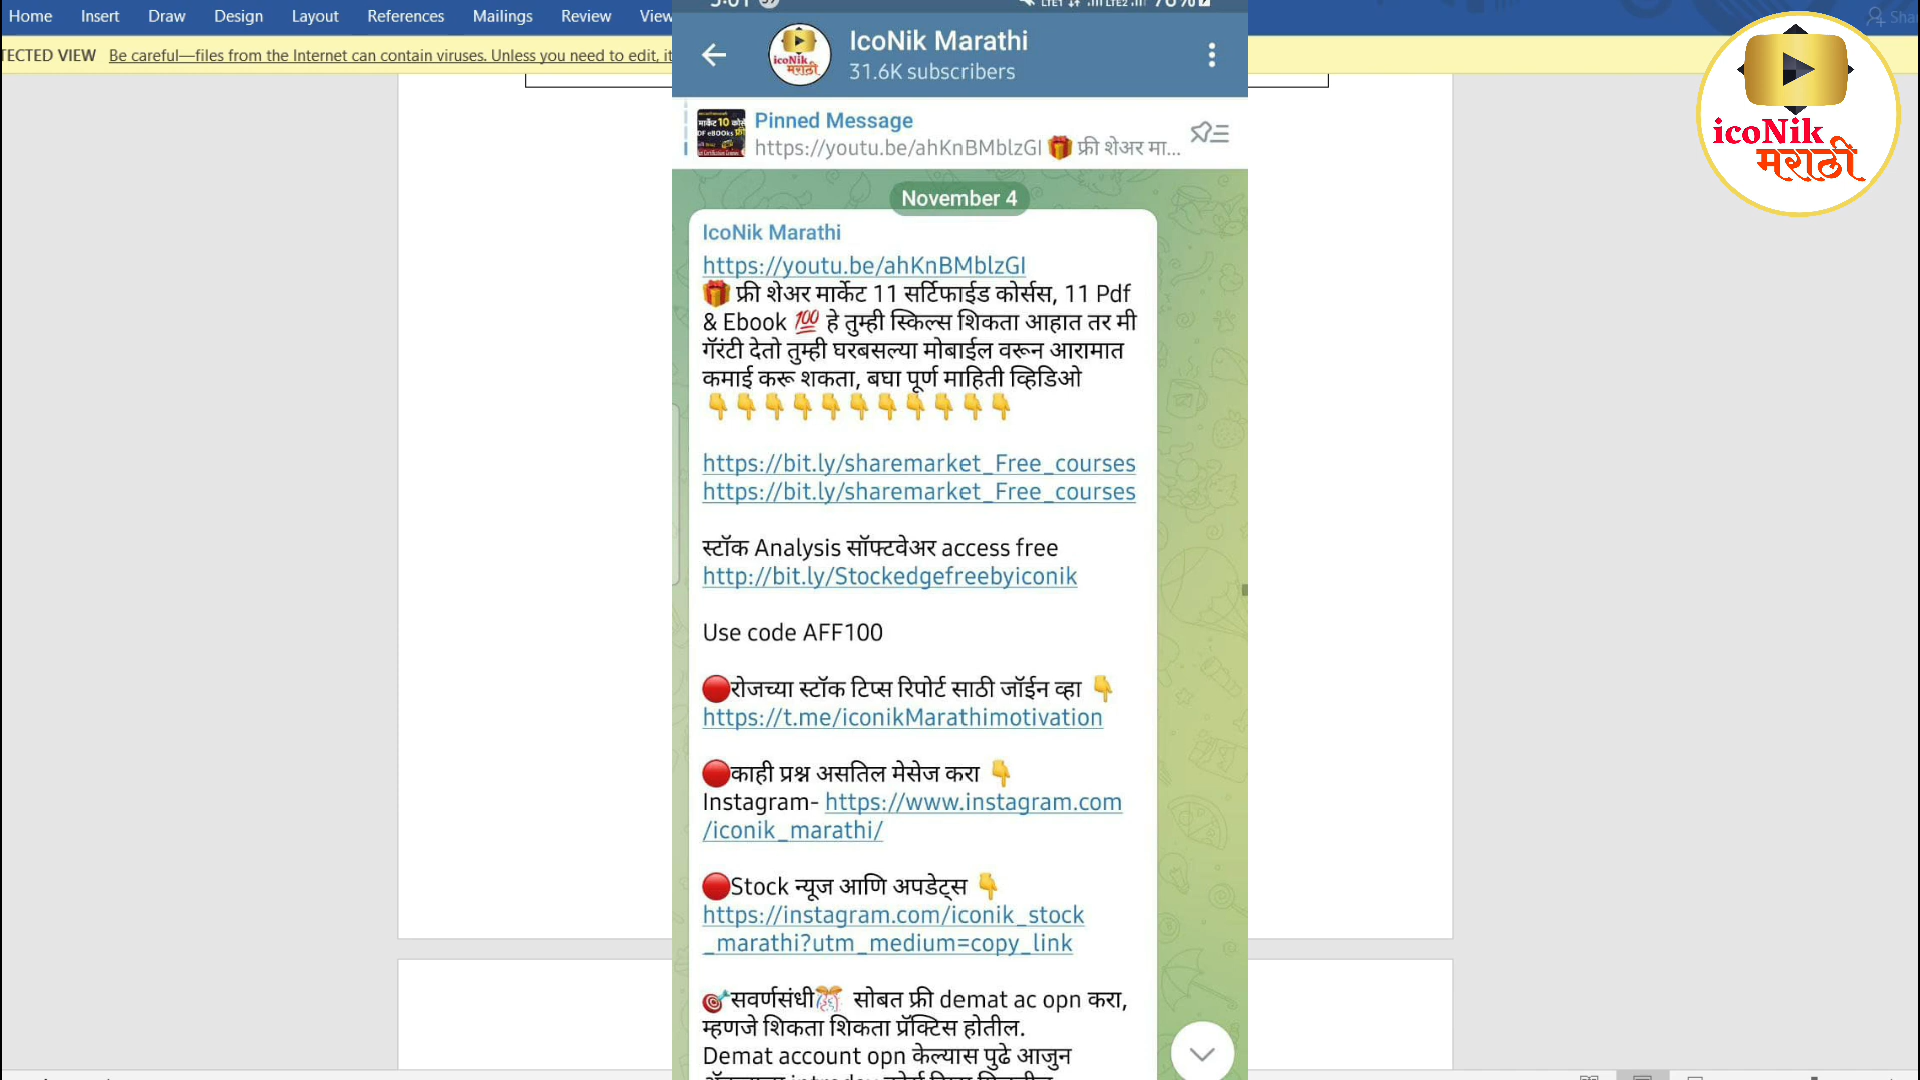 Home Insert Draw Design Layout References Mailings Review View
TECTED VIEW Be careful—files from the Internet can contain viruses. Unless you need to edit, it
IcoNik Marathi
31.6K subscribers
Pinned Message
https://youtu.be/ahKnBMblzGI 🎁 फ्री शेअर मा...
November 4
IcoNik Marathi
https://youtu.be/ahKnBMblzGI
🎁 फ्री शेअर मार्केट 11 सर्टिफाईड कोर्सस, 11 Pdf
& Ebook 💯 हे तुम्ही स्किल्स शिकता आहात तर मी
गॅरंटी देतो तुम्ही घरबसल्या मोबाईल वरून आरामात
कमाई करू शकता, बघा पूर्ण माहिती व्हिडिओ
👇👇👇👇👇👇👇👇👇👇👇
https://bit.ly/sharemarket_Free_courses
https://bit.ly/sharemarket_Free_courses
स्टॉक Analysis सॉफ्टवेअर access free
http://bit.ly/Stockedgefreebyiconik
Use code AFF100
🔴रोजच्या स्टॉक टिप्स रिपोर्ट साठी जॉईन व्हा 👇
https://t.me/iconikMarathimotivation
🔴काही प्रश्न असतिल मेसेज करा 👇
Instagram- https://www.instagram.com
/iconik_marathi/
🔴Stock न्यूज आणि अपडेट्स 👇
https://instagram.com/iconik_stock
_marathi?utm_medium=copy_link
🎯सवर्णसंधी🎊 सोबत फ्री demat ac opn करा,
म्हणजे शिकता शिकता प्रॅक्टिस होतील.
Demat account opn केल्यास पुढे आजुन
icoNik
मराठी